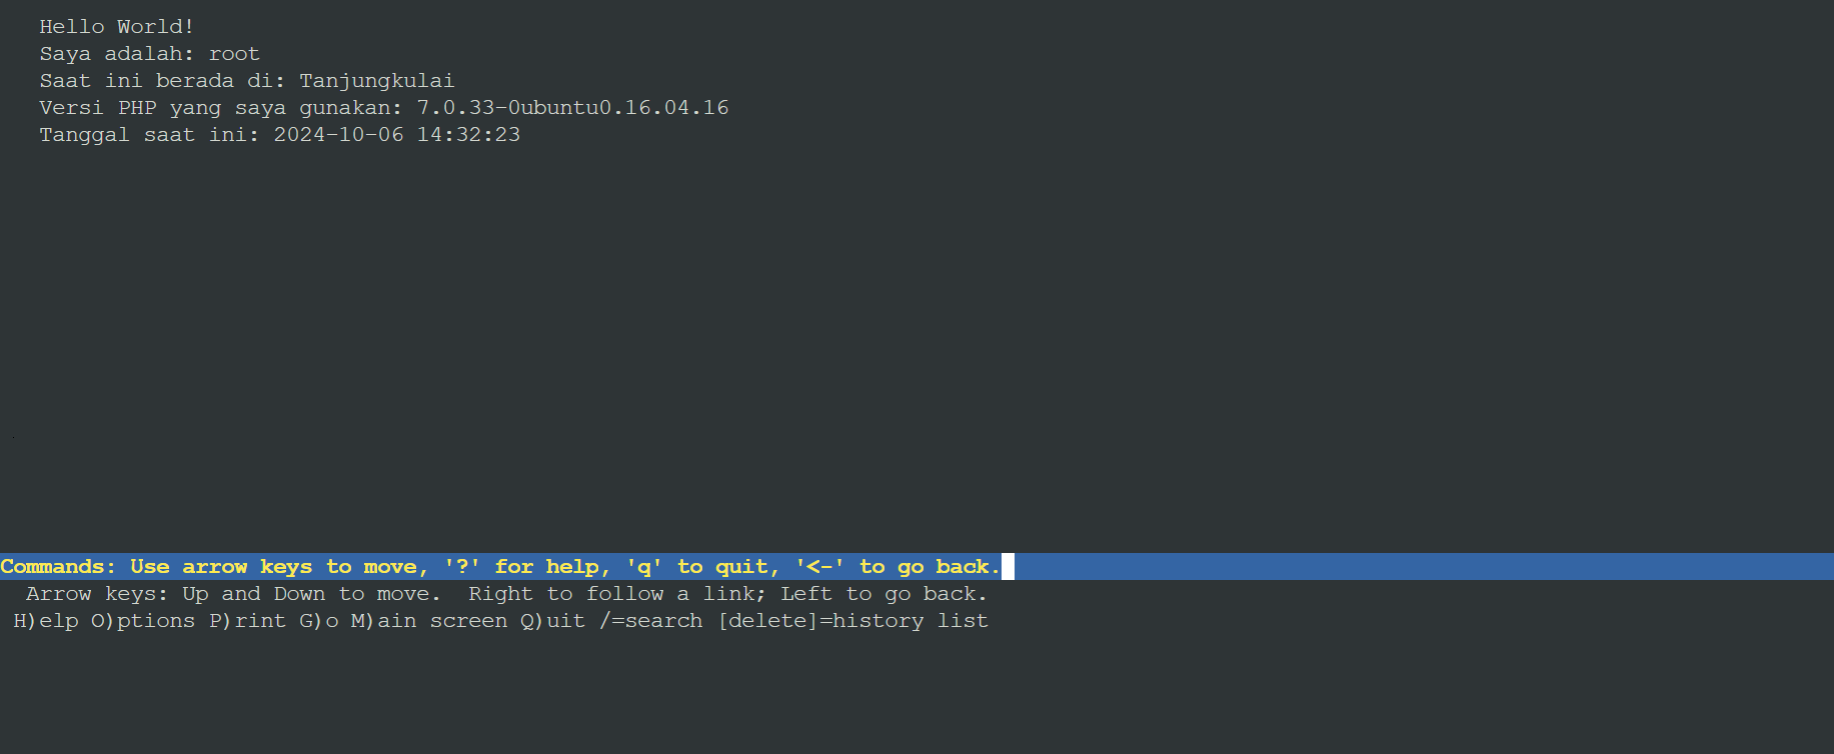 Hello World!
Saya adalah: root
Saat ini berada di: Tanjungkulai
Versi PHP yang saya gunakan: 7.0.33-0ubuntu0.16.04.16
Tanggal saat ini: 2024-10-06 14:32:23
Commands: Use arrow keys to move, '?' for help, 'q' to quit, '<-' to go back.
Arrow keys: Up and Down to move.  Right to follow a link; Left to go back.
H)elp O)ptions P)rint G)o M)ain screen Q)uit /=search [delete]=history list